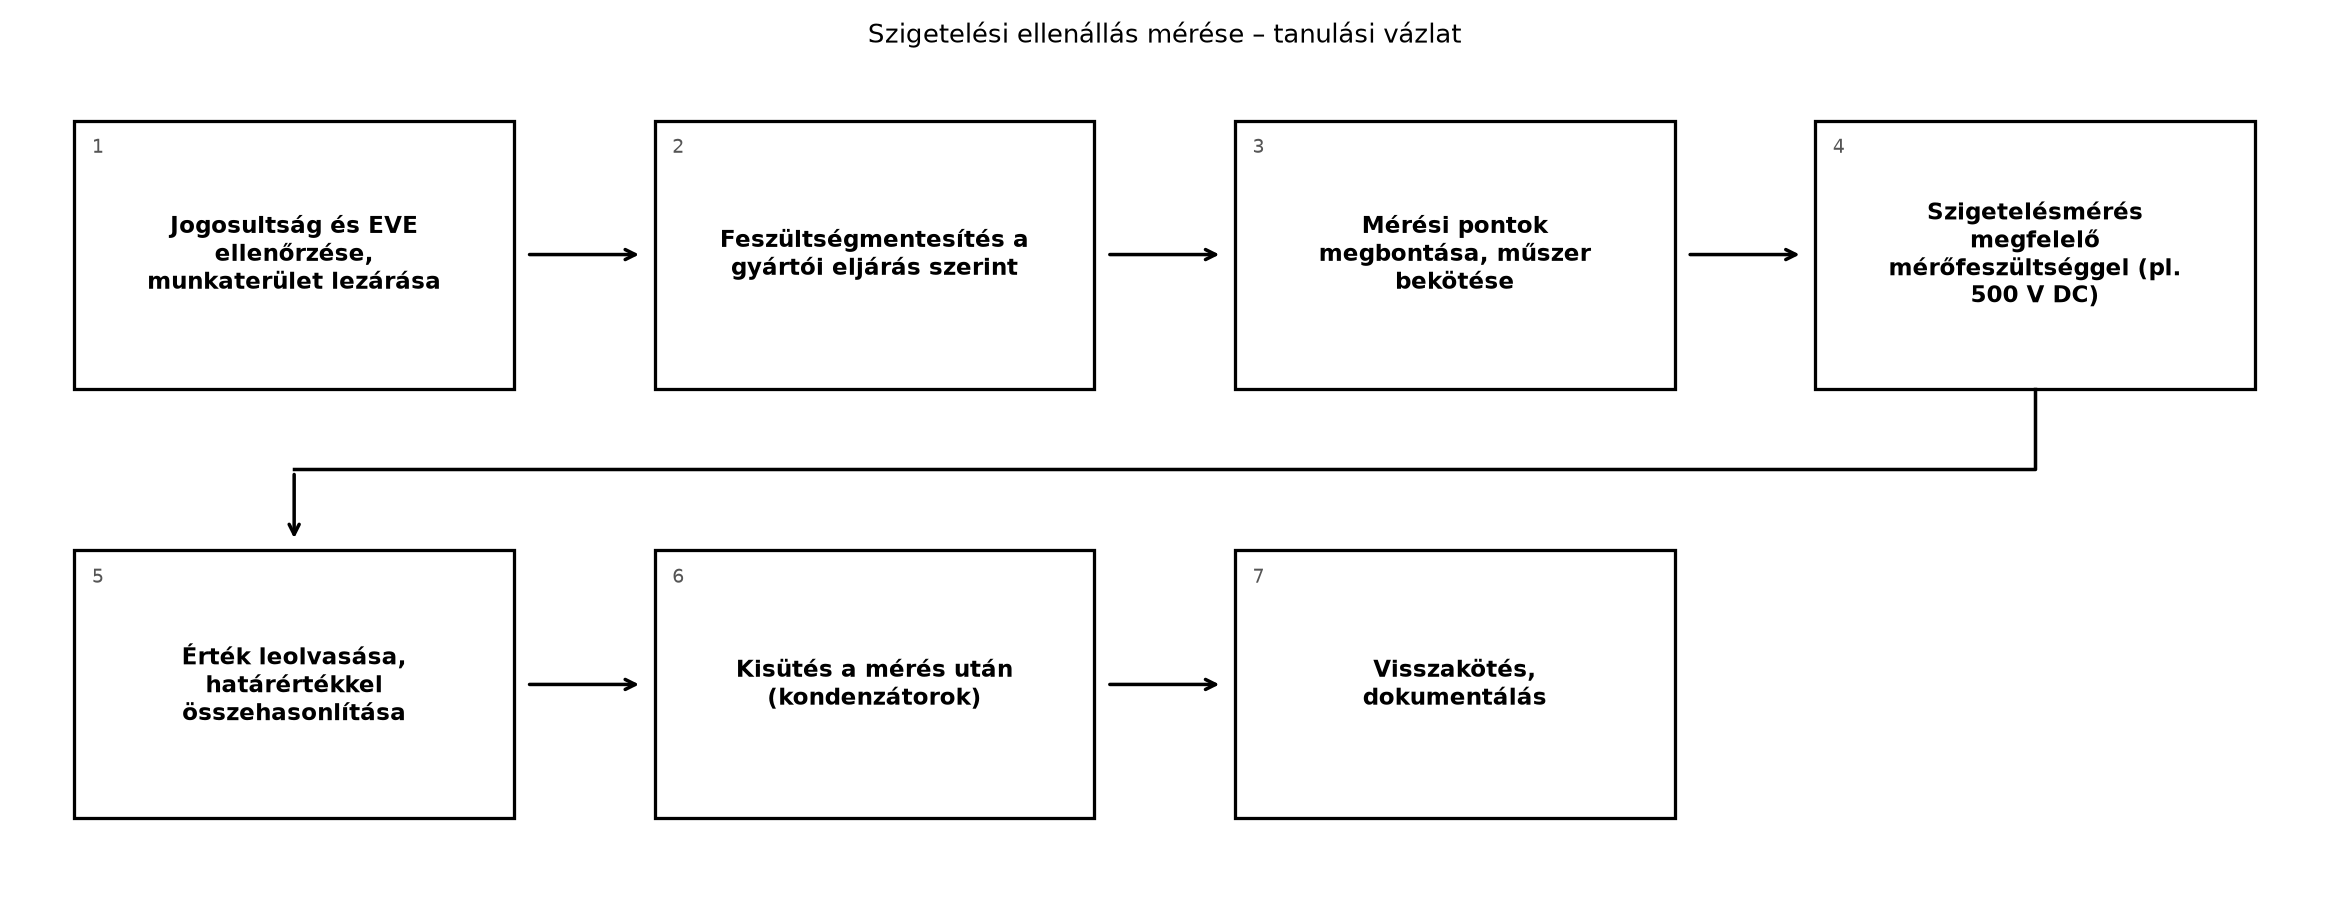 Szigetelési ellenállás mérése – tanulási vázlat
1
Jogosultság és EVE
ellenőrzése,
munkaterület lezárása
2
Feszültségmentesítés a
gyártói eljárás szerint
3
Mérési pontok
megbontása, műszer
bekötése
4
Szigetelésmérés
megfelelő
mérőfeszültséggel (pl.
500 V DC)
5
Érték leolvasása,
határértékkel
összehasonlítása
6
Kisütés a mérés után
(kondenzátorok)
7
Visszakötés,
dokumentálás